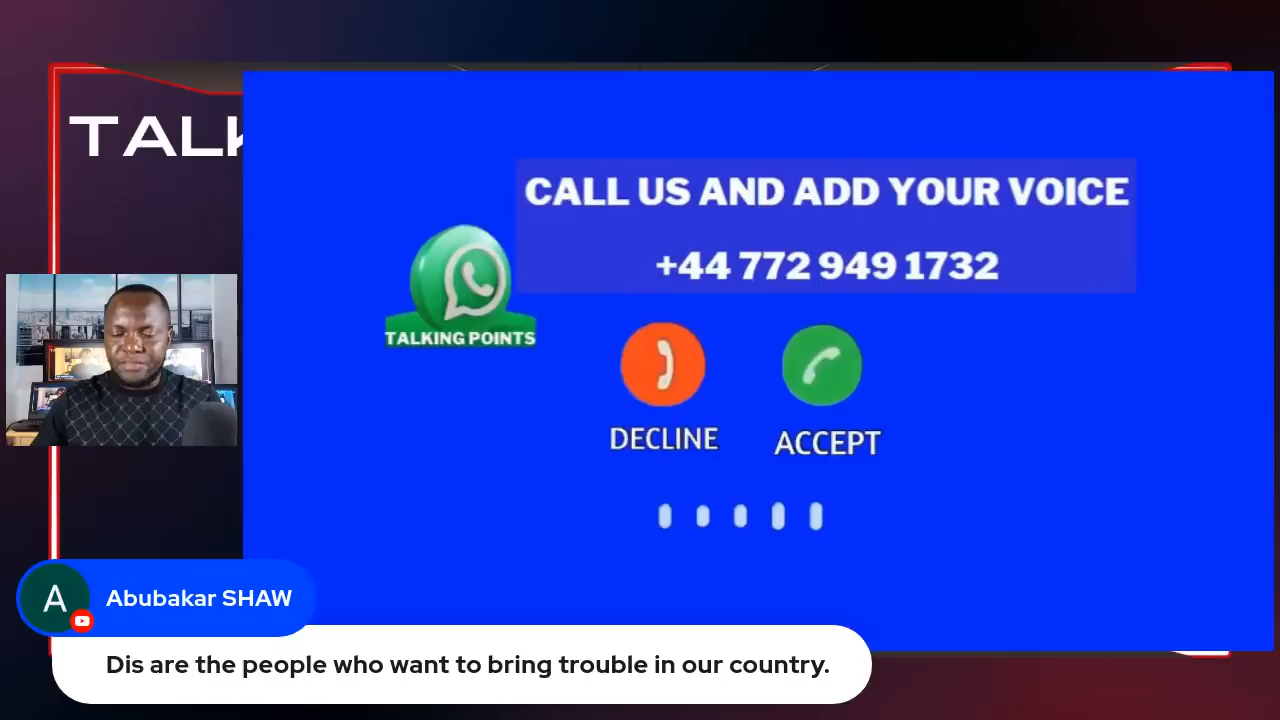 TALK
CALL US AND ADD YOUR VOICE
+44 772 949 1732
TALKING POINTS
DECLINE
ACCEPT
A
Abubakar SHAW
Dis are the people who want to bring trouble in our country.